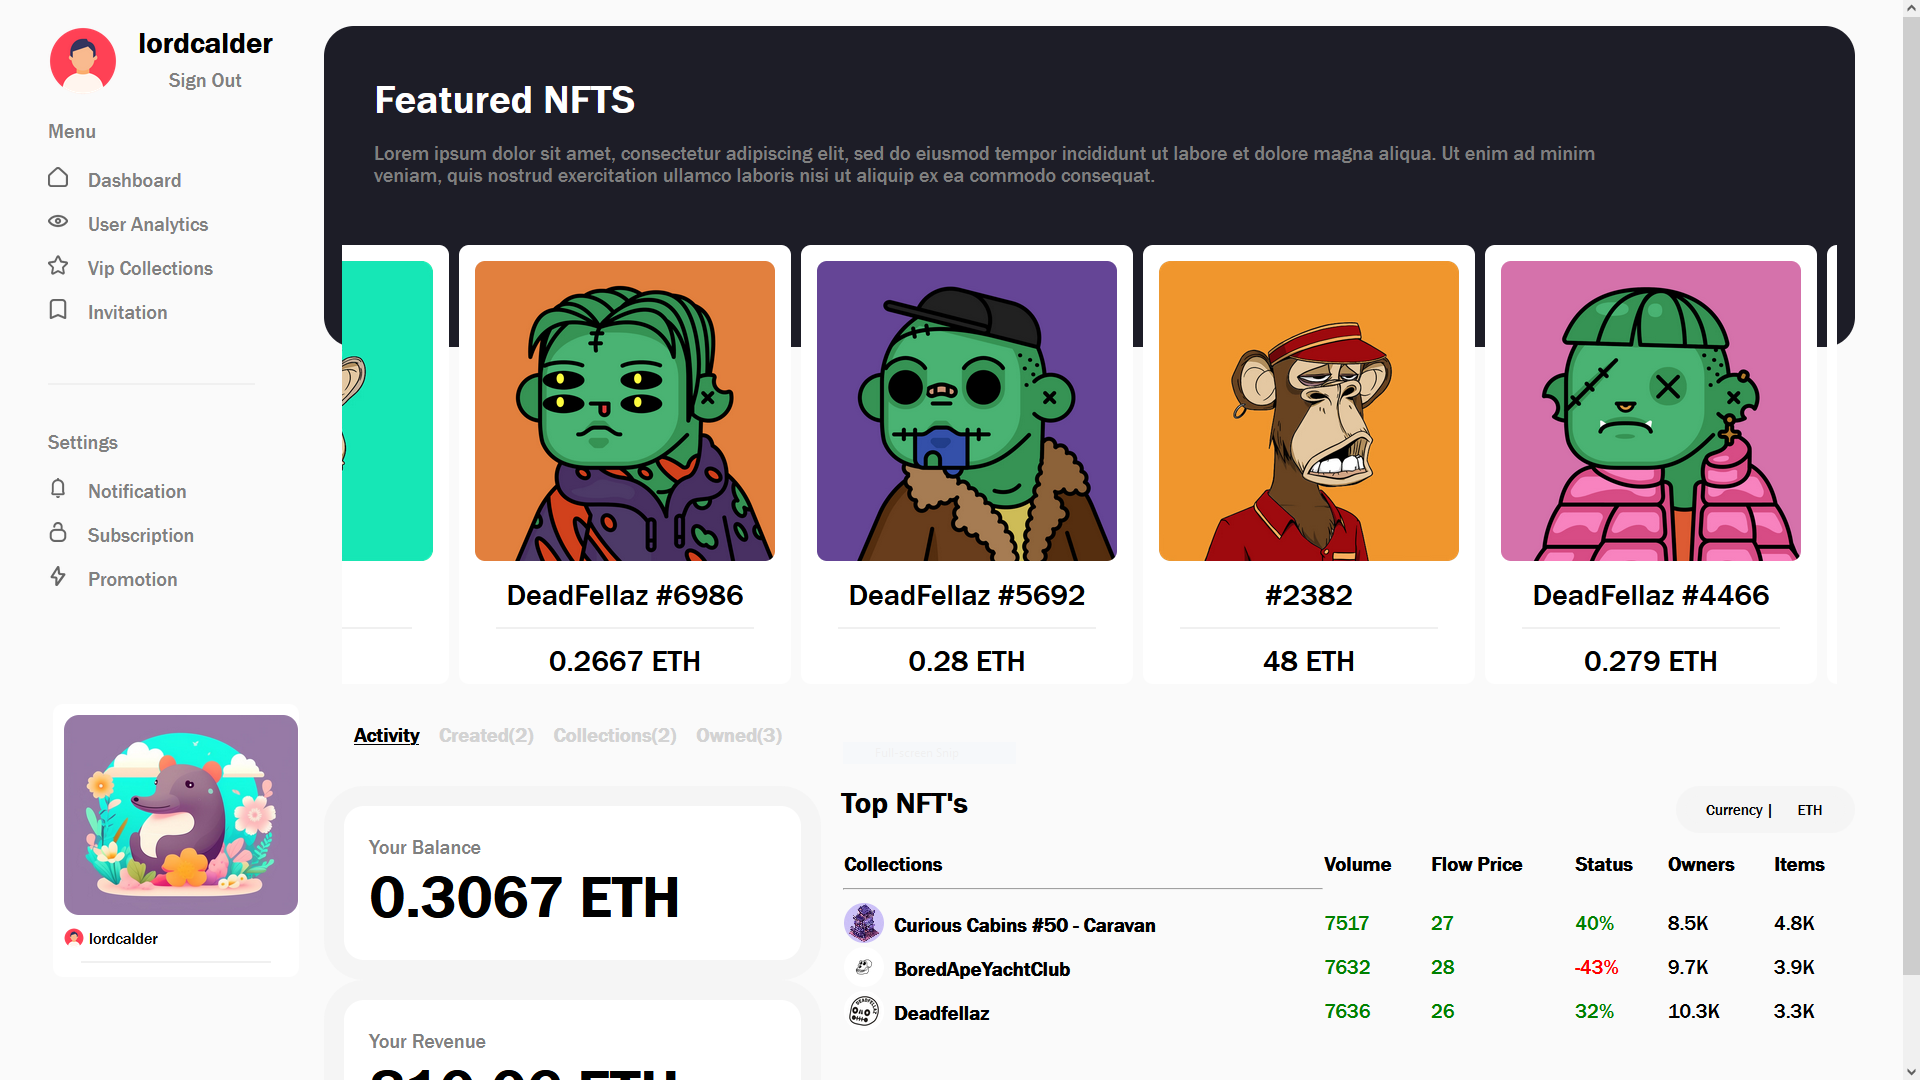 lordcalder
Sign Out
Menu
Dashboard
User Analytics
Vip Collections
Invitation
Settings
Notification
Subscription
Promotion
lordcalder
Featured NFTS
Lorem ipsum dolor sit amet, consectetur adipiscing elit, sed do eiusmod tempor incididunt ut labore et dolore magna aliqua. Ut enim ad minim
veniam, quis nostrud exercitation ullamco laboris nisi ut aliquip ex ea commodo consequat.
DeadFellaz #6986
0.2667 ETH
DeadFellaz #5692
0.28 ETH
#2382
48 ETH
DeadFellaz #4466
0.279 ETH
Activity Created(2) Collections(2) Owned(3)
Full-screen Snip
Your Balance
0.3067 ETH
Your Revenue
ETH
Top NFT's
Currency | ETH
Collections Volume Flow Price Status Owners Items
Curious Cabins #50 - Caravan 7517 27 40% 8.5K 4.8K
BoredApeYachtClub 7632 28 -43% 9.7K 3.9K
Deadfellaz 7636 26 32% 10.3K 3.3K